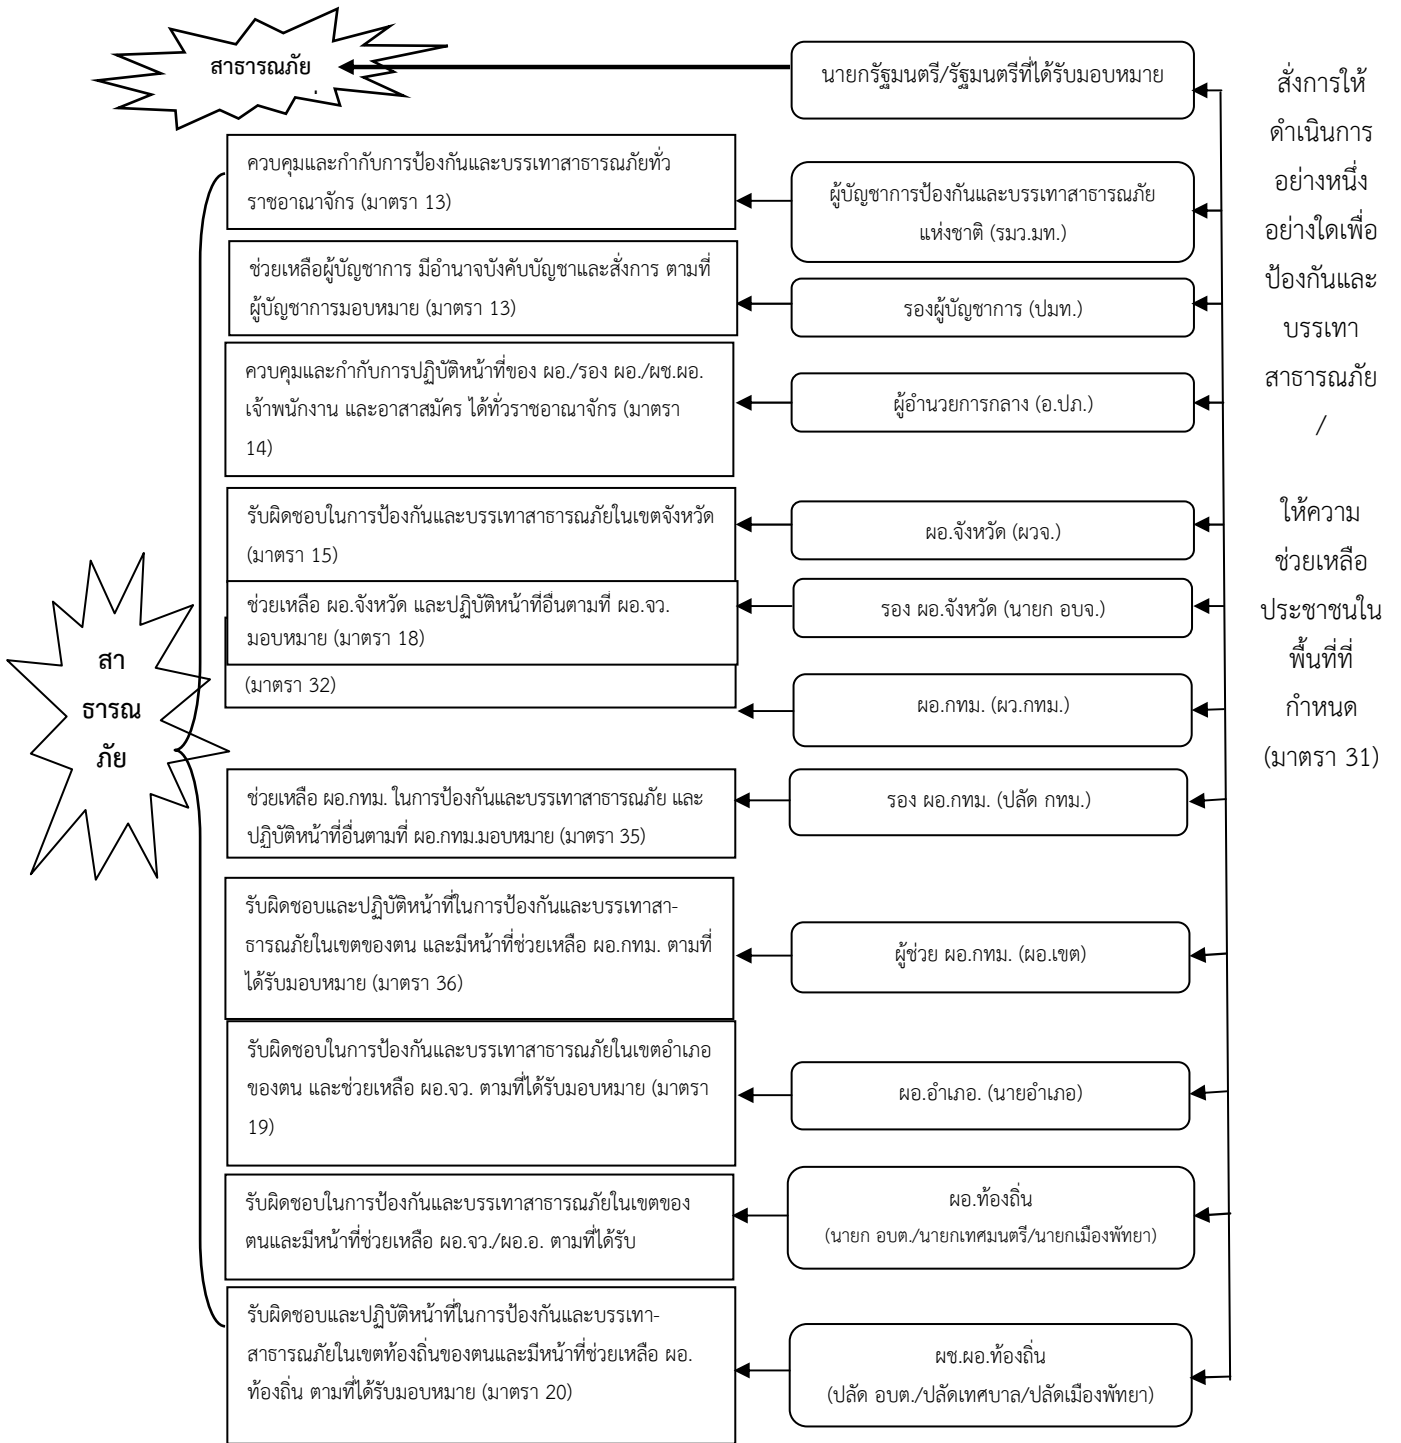 สาธารณภัย
นายกรัฐมนตรี/รัฐมนตรีที่ได้รับมอบหมาย
ควบคุมและกำกับการป้องกันและบรรเทาสาธารณภัยทั่ว
ราชอาณาจักร (มาตรา 13)
ผู้บัญชาการป้องกันและบรรเทาสาธารณภัย
แห่งชาติ (รมว.มท.)
ช่วยเหลือผู้บัญชาการ มีอำนาจบังคับบัญชาและสั่งการ ตามที่
ผู้บัญชาการมอบหมาย (มาตรา 13)
รองผู้บัญชาการ (ปมท.)
ควบคุมและกำกับการปฏิบัติหน้าที่ของ ผอ./รอง ผอ./ผช.ผอ.
เจ้าพนักงาน และอาสาสมัคร ได้ทั่วราชอาณาจักร (มาตรา
14)
ผู้อำนวยการกลาง (อ.ปภ.)
รับผิดชอบในการป้องกันและบรรเทาสาธารณภัยในเขตจังหวัด
(มาตรา 15)
ผอ.จังหวัด (ผวจ.)
ช่วยเหลือ ผอ.จังหวัด และปฏิบัติหน้าที่อื่นตามที่ ผอ.จว.
มอบหมาย (มาตรา 18)
รอง ผอ.จังหวัด (นายก อบจ.)
(มาตรา 32)
ผอ.กทม. (ผว.กทม.)
ช่วยเหลือ ผอ.กทม. ในการป้องกันและบรรเทาสาธารณภัย และ
ปฏิบัติหน้าที่อื่นตามที่ ผอ.กทม.มอบหมาย (มาตรา 35)
รอง ผอ.กทม. (ปลัด กทม.)
รับผิดชอบและปฏิบัติหน้าที่ในการป้องกันและบรรเทาสา-
ธารณภัยในเขตของตน และมีหน้าที่ช่วยเหลือ ผอ.กทม. ตามที่
ได้รับมอบหมาย (มาตรา 36)
ผู้ช่วย ผอ.กทม. (ผอ.เขต)
รับผิดชอบในการป้องกันและบรรเทาสาธารณภัยในเขตอำเภอ
ของตน และช่วยเหลือ ผอ.จว. ตามที่ได้รับมอบหมาย (มาตรา
19)
ผอ.อำเภอ. (นายอำเภอ)
รับผิดชอบในการป้องกันและบรรเทาสาธารณภัยในเขตของ
ตนและมีหน้าที่ช่วยเหลือ ผอ.จว./ผอ.อ. ตามที่ได้รับ
ผอ.ท้องถิ่น
(นายก อบต./นายกเทศมนตรี/นายกเมืองพัทยา)
รับผิดชอบและปฏิบัติหน้าที่ในการป้องกันและบรรเทา-
สาธารณภัยในเขตท้องถิ่นของตนและมีหน้าที่ช่วยเหลือ ผอ.
ท้องถิ่น ตามที่ได้รับมอบหมาย (มาตรา 20)
ผช.ผอ.ท้องถิ่น
(ปลัด อบต./ปลัดเทศบาล/ปลัดเมืองพัทยา)
สา
ธารณ
ภัย
สั่งการให้
ดำเนินการ
อย่างหนึ่ง
อย่างใดเพื่อ
ป้องกันและ
บรรเทา
สาธารณภัย
/
ให้ความ
ช่วยเหลือ
ประชาชนใน
พื้นที่ที่
กำหนด
(มาตรา 31)